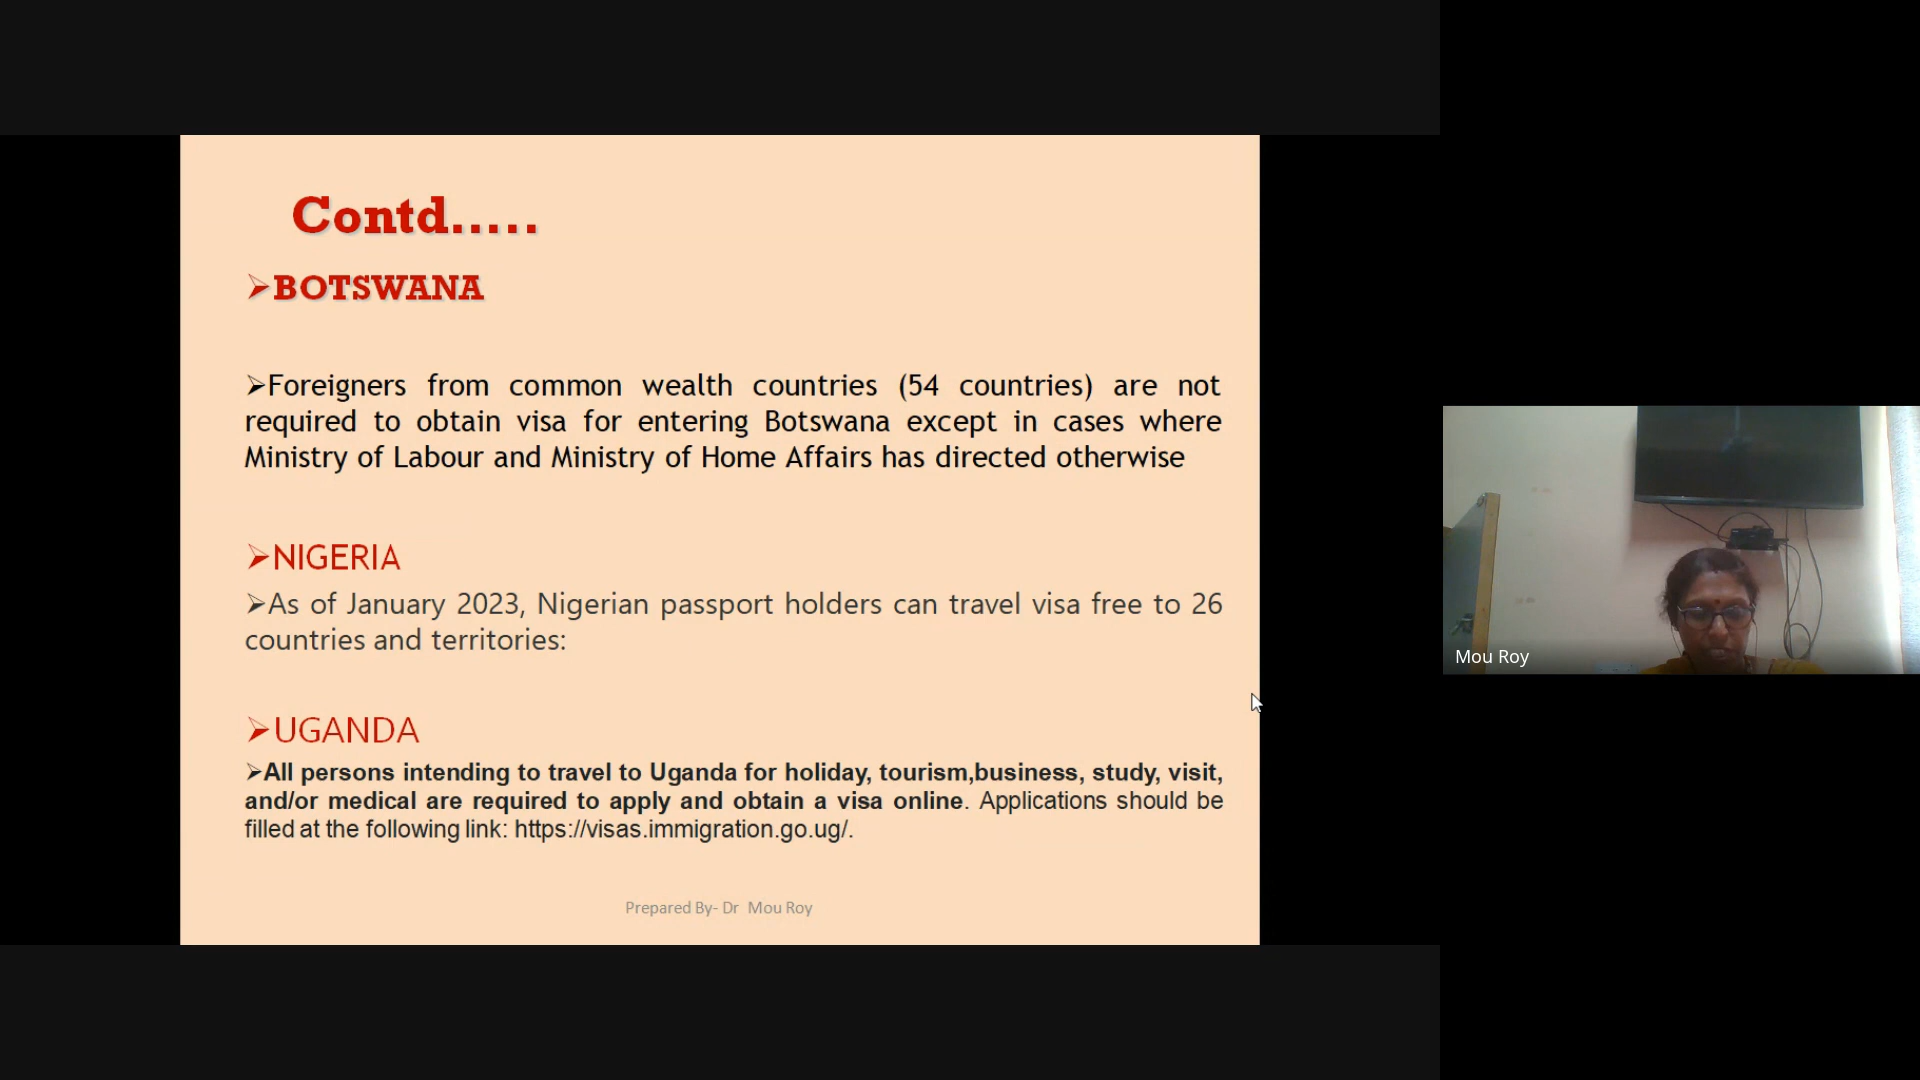 Contd.....
➢BOTSWANA
➢Foreigners from common wealth countries (54 countries) are not
required to obtain visa for entering Botswana except in cases where
Ministry of Labour and Ministry of Home Affairs has directed otherwise
➢NIGERIA
➢As of January 2023, Nigerian passport holders can travel visa free to 26
countries and territories:
➢UGANDA
➢All persons intending to travel to Uganda for holiday, tourism,business, study, visit,
and/or medical are required to apply and obtain a visa online. Applications should be
filled at the following link: https://visas.immigration.go.ug/.
Prepared By- Dr Mou Roy
Mou Roy